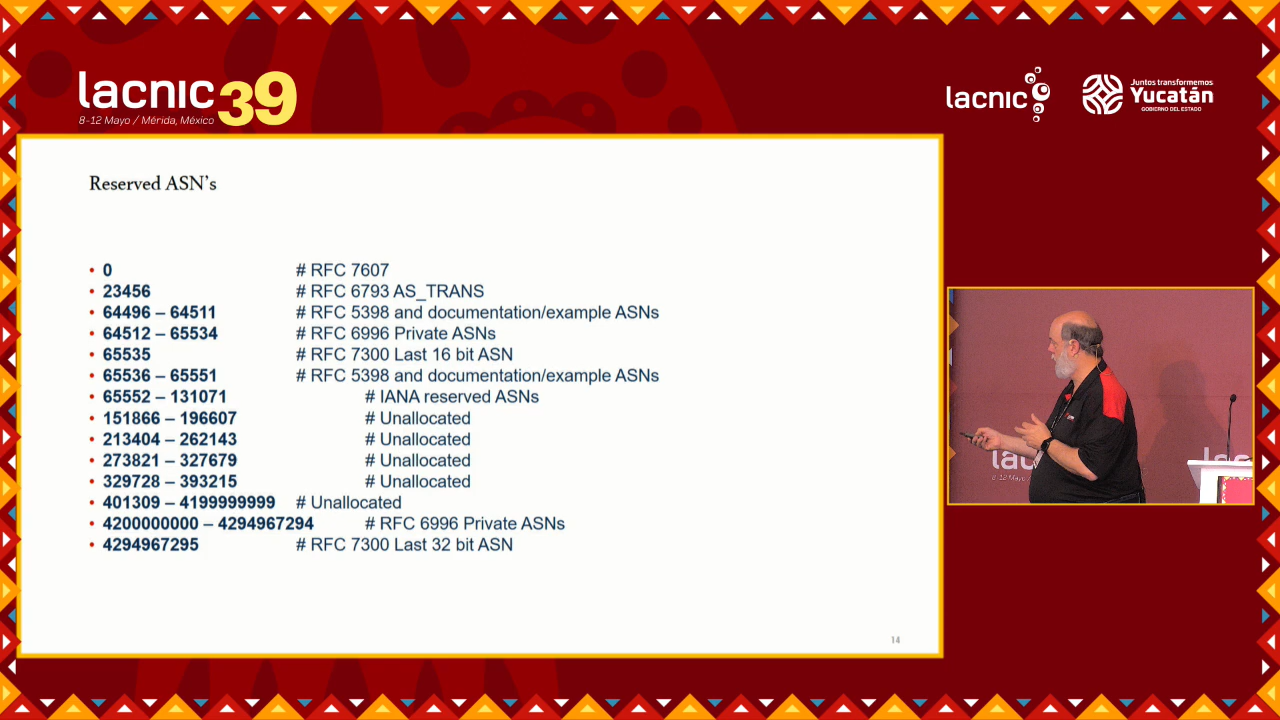 lacnic 39
8-12 Mayo / Mérida, México
lacnic
Juntos transformemos
Yucatán
GOBIERNO DEL ESTADO
Reserved ASN's
• 0 # RFC 7607
• 23456 # RFC 6793 AS_TRANS
• 64496 – 64511 # RFC 5398 and documentation/example ASNs
• 64512 – 65534 # RFC 6996 Private ASNs
• 65535 # RFC 7300 Last 16 bit ASN
• 65536 – 65551 # RFC 5398 and documentation/example ASNs
• 65552 – 131071 # IANA reserved ASNs
• 151866 – 196607 # Unallocated
• 213404 – 262143 # Unallocated
• 273821 – 327679 # Unallocated
• 329728 – 393215 # Unallocated
• 401309 – 4199999999 # Unallocated
• 4200000000 – 4294967294 # RFC 6996 Private ASNs
• 4294967295 # RFC 7300 Last 32 bit ASN
14